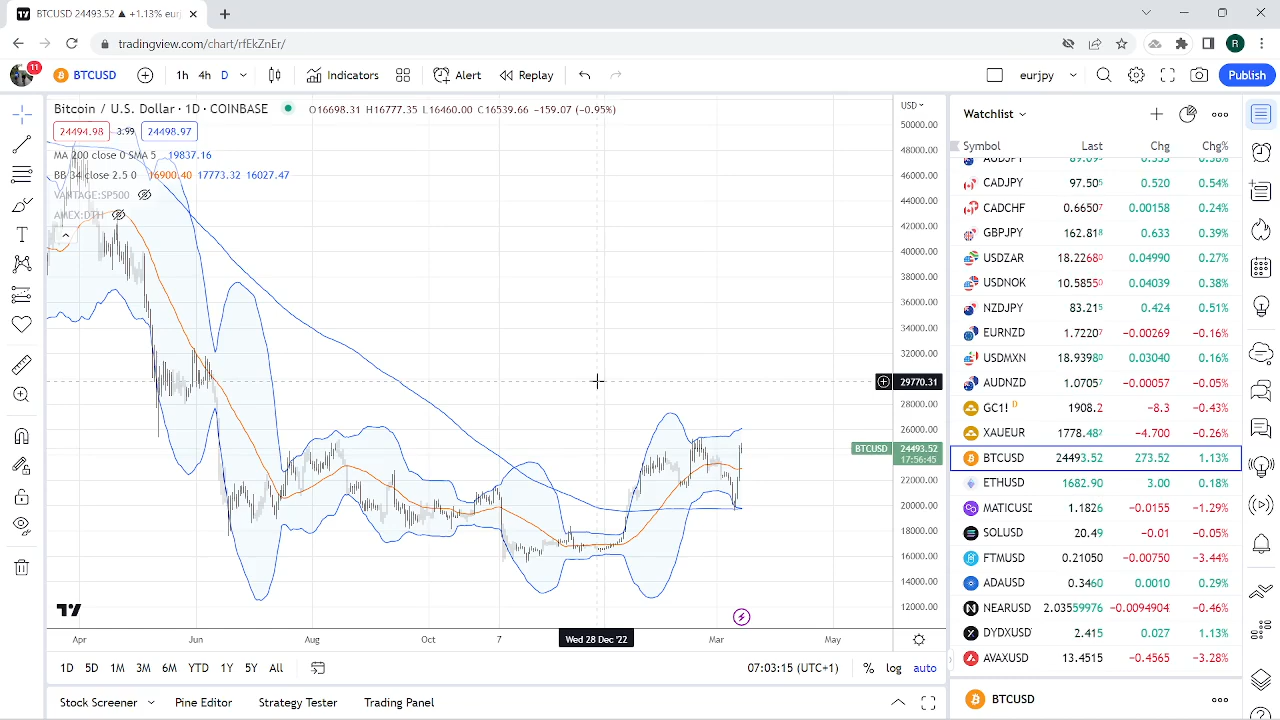 BTCUSD 24493.52 ▲ +1.13% eurj
tradingview.com/chart/rfEkZnEr/
R
11
BTCUSD 1h 4h D Indicators Alert Replay eurjpy Publish
Bitcoin / U.S. Dollar · 1D · COINBASE O16698.31 H16777.35 L16460.00 C16539.66 −159.07 (−0.95%)
24494.98 3.99 24498.97
MA 200 close 0 SMA 5 19837.16
BB 34 close 2.5 0 16900.40 17773.32 16027.47
VANTAGE:SP500
AMEX:DTH
USD
50000.00
48000.00
46000.00
44000.00
42000.00
40000.00
38000.00
36000.00
34000.00
32000.00
29770.31
28000.00
26000.00
BTCUSD 24493.52
17:56:45
22000.00
20000.00
18000.00
16000.00
14000.00
12000.00
Apr Jun Aug Oct 7 Wed 28 Dec '22 Mar May
1D 5D 1M 3M 6M YTD 1Y 5Y All 07:03:15 (UTC+1) % log auto
Stock Screener Pine Editor Strategy Tester Trading Panel
Watchlist
Symbol Last Chg Chg%
AUDJPY 89.095 0.333 0.38%
CADJPY 97.505 0.520 0.54%
CADCHF 0.66507 0.00158 0.24%
GBPJPY 162.818 0.633 0.39%
USDZAR 18.22680 0.04990 0.27%
USDNOK 10.58550 0.04039 0.38%
NZDJPY 83.215 0.424 0.51%
EURNZD 1.72207 −0.00269 −0.16%
USDMXN 18.93980 0.03040 0.16%
AUDNZD 1.07057 −0.00057 −0.05%
GC1! D 1908.2 −8.3 −0.43%
XAUEUR 1778.482 −4.700 −0.26%
BTCUSD 24493.52 273.52 1.13%
ETHUSD 1682.90 3.00 0.18%
MATICUSD 1.1826 −0.0155 −1.29%
SOLUSD 20.49 −0.01 −0.05%
FTMUSD 0.21050 −0.00750 −3.44%
ADAUSD 0.3460 0.0010 0.29%
NEARUSD 2.03559976 −0.0094904 −0.46%
DYDXUSD 2.415 0.027 1.13%
AVAXUSD 13.4515 −0.4565 −3.28%
BTCUSD